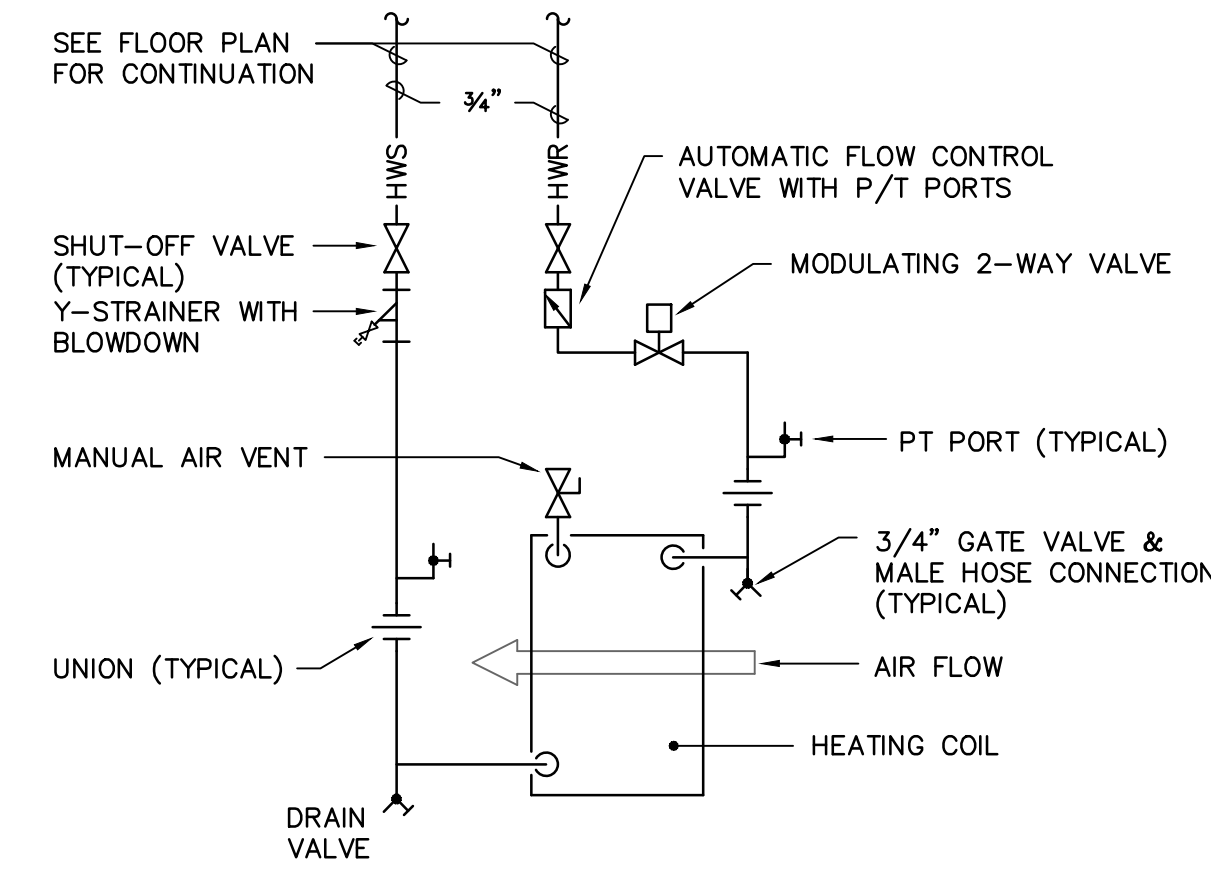 SEE FLOOR PLAN
FOR CONTINUATION
3/4"
HWS
HWR
AUTOMATIC FLOW CONTROL
VALVE WITH P/T PORTS
SHUT-OFF VALVE
(TYPICAL)
MODULATING 2-WAY VALVE
Y-STRAINER WITH
BLOWDOWN
MANUAL AIR VENT
PT PORT (TYPICAL)
3/4" GATE VALVE &
MALE HOSE CONNECTION
(TYPICAL)
UNION (TYPICAL)
AIR FLOW
HEATING COIL
DRAIN
VALVE